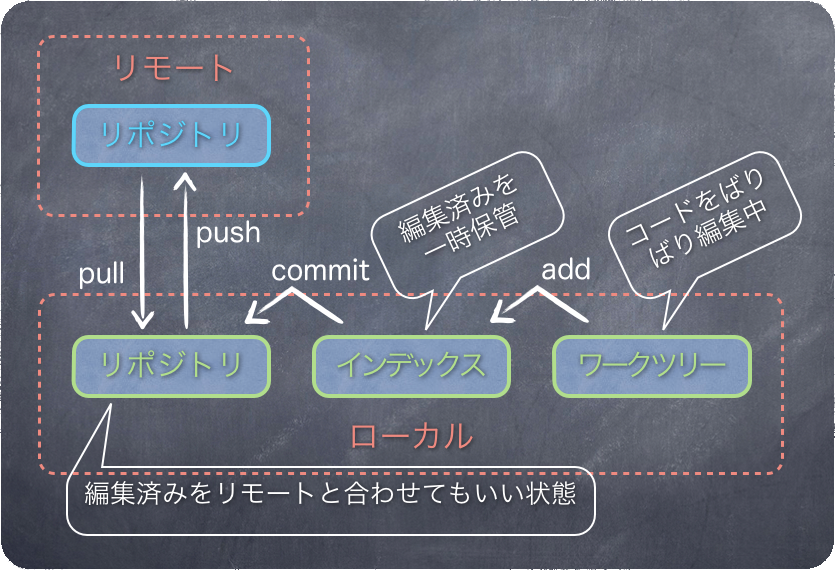 リモート
リポジトリ
編集済みを
一時保管
コードをばり
ばり編集中
push
pull
commit
add
リポジトリ
インデックス
ワークツリー
ローカル
編集済みをリモートと合わせてもいい状態